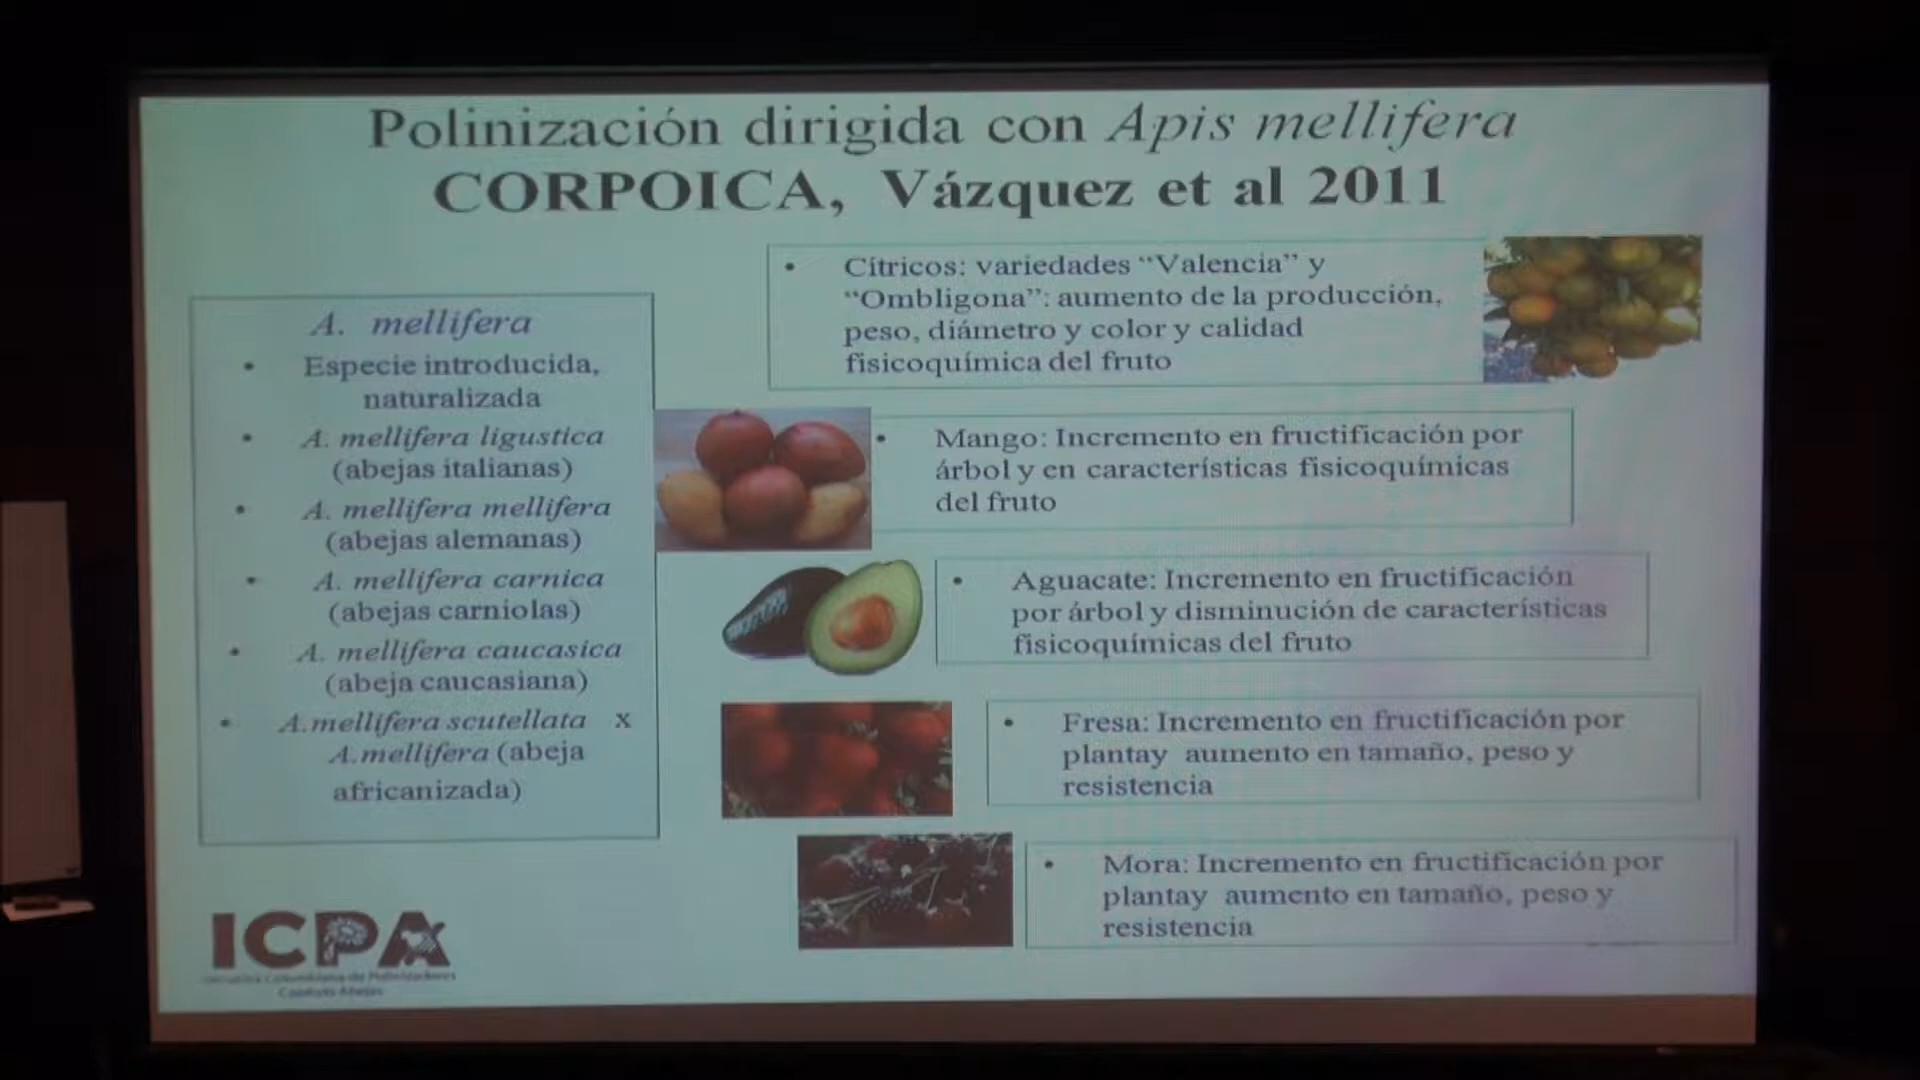 Polinización dirigida con Apis mellifera
CORPOICA, Vázquez et al 2011
A. mellifera
• Especie introducida,
naturalizada
• A. mellifera ligustica
(abejas italianas)
• A. mellifera mellifera
(abejas alemanas)
• A. mellifera carnica
(abejas carniolas)
• A. mellifera caucasica
(abeja caucasiana)
• A.mellifera scutellata x
A.mellifera (abeja
africanizada)
• Cítricos: variedades “Valencia” y
“Ombligona”: aumento de la producción,
peso, diámetro y color y calidad
fisicoquímica del fruto
• Mango: Incremento en fructificación por
árbol y en características fisicoquímicas
del fruto
• Aguacate: Incremento en fructificación
por árbol y disminución de características
fisicoquímicas del fruto
• Fresa: Incremento en fructificación por
plantay aumento en tamaño, peso y
resistencia
• Mora: Incremento en fructificación por
plantay aumento en tamaño, peso y
resistencia
ICPA
de Polinizadores
Abejas